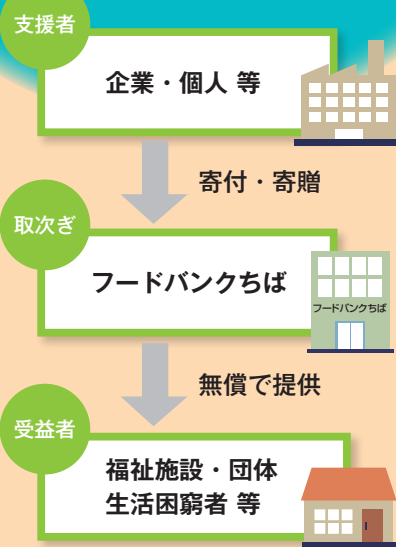 支援者
企業・個人 等
寄付・寄贈
取次ぎ
フードバンクちば
フードバンクちば
無償で提供
受益者
福祉施設・団体
生活困窮者 等